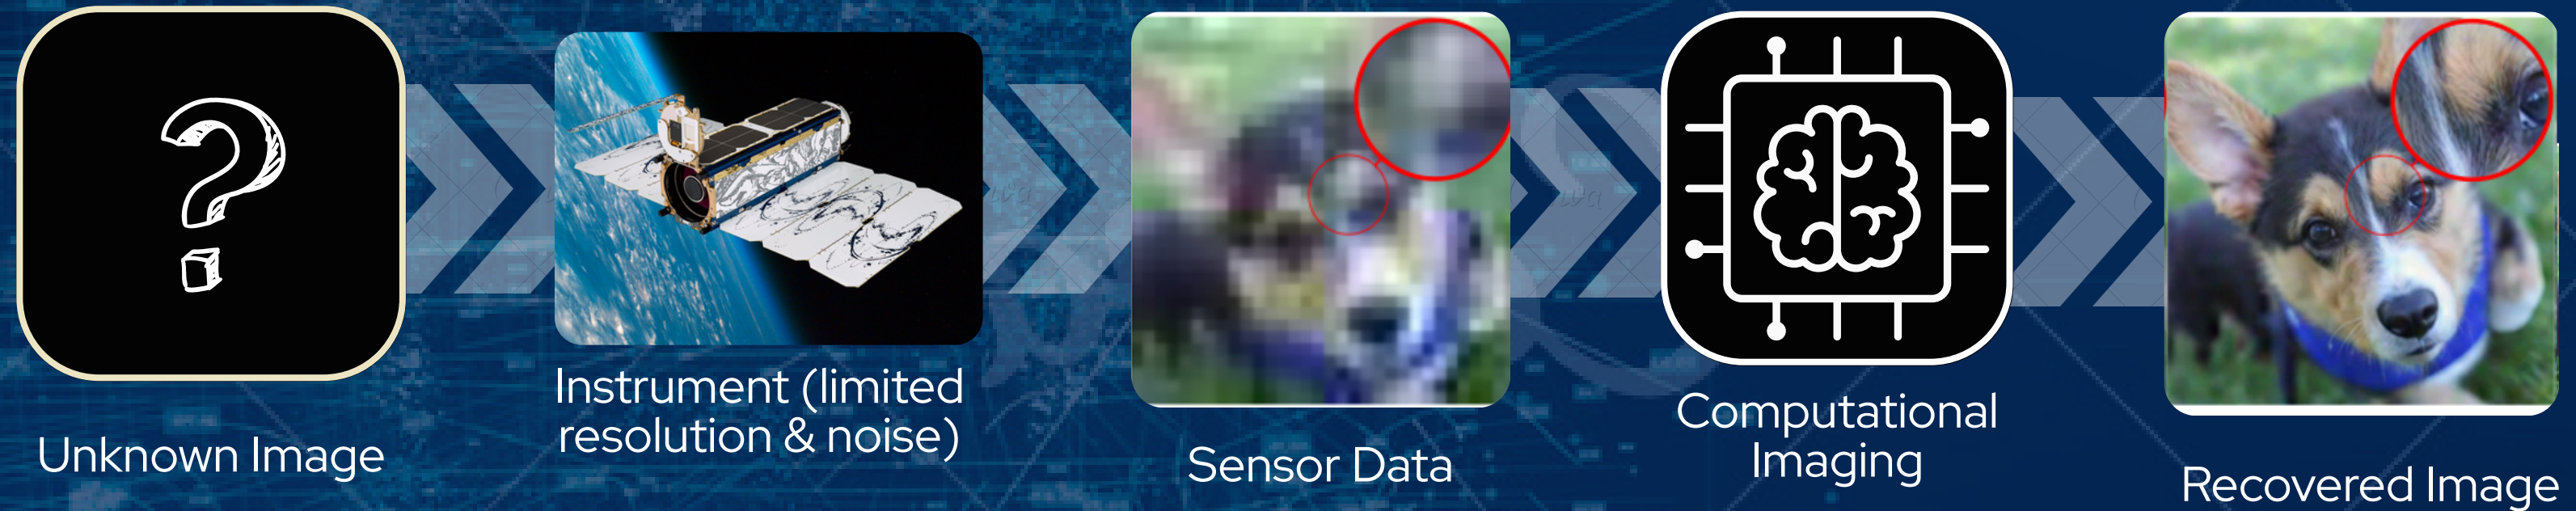 Unknown Image
Instrument (limited
resolution & noise)
Sensor Data
Computational
Imaging
Recovered Image